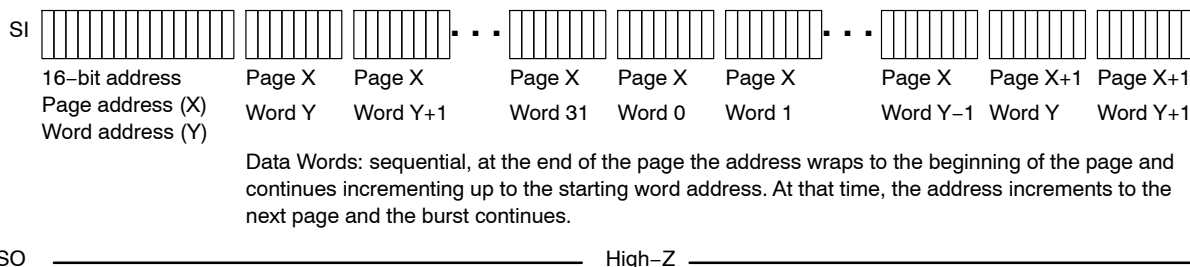 SI
16−bit address
Page address (X)
Word address (Y)
Page X
Word Y
Page X
Word Y+1
Page X
Word 31
Page X
Word 0
Page X
Word 1
Page X
Word Y−1
Page X+1
Word Y
Page X+1
Word Y+1
Data Words: sequential, at the end of the page the address wraps to the beginning of the page and
continues incrementing up to the starting word address. At that time, the address increments to the
next page and the burst continues.
SO
High−Z